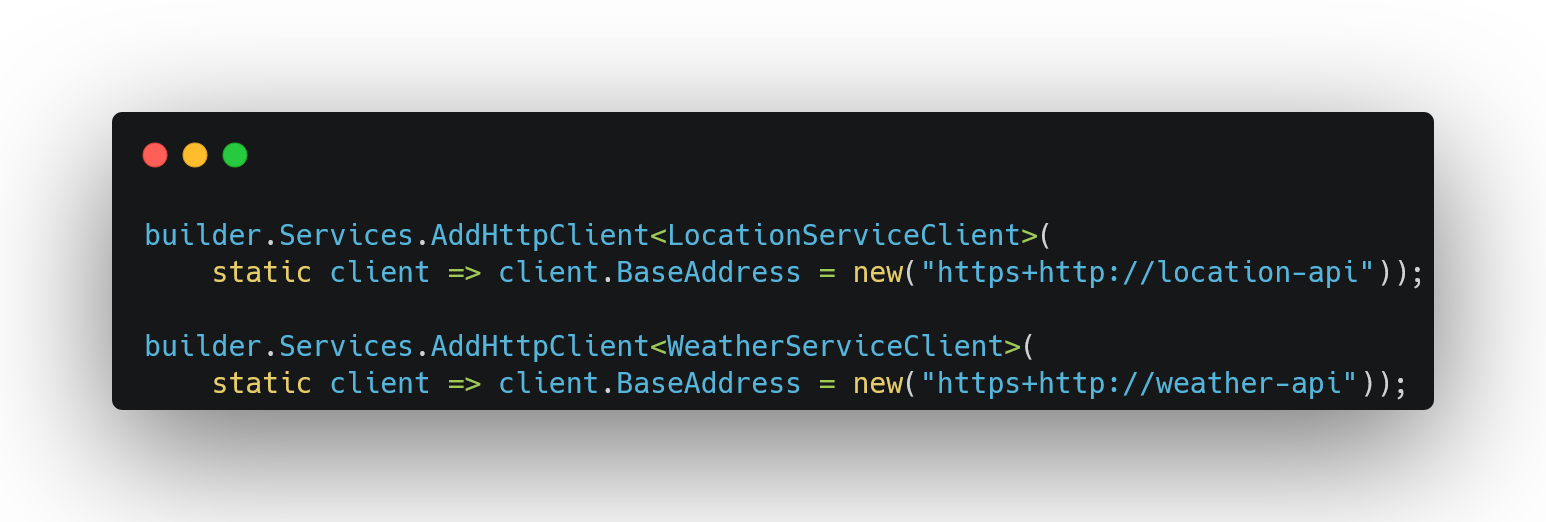 builder.Services.AddHttpClient<LocationServiceClient>(
    static client => client.BaseAddress = new("https+http://location-api"));
builder.Services.AddHttpClient<WeatherServiceClient>(
    static client => client.BaseAddress = new("https+http://weather-api"));